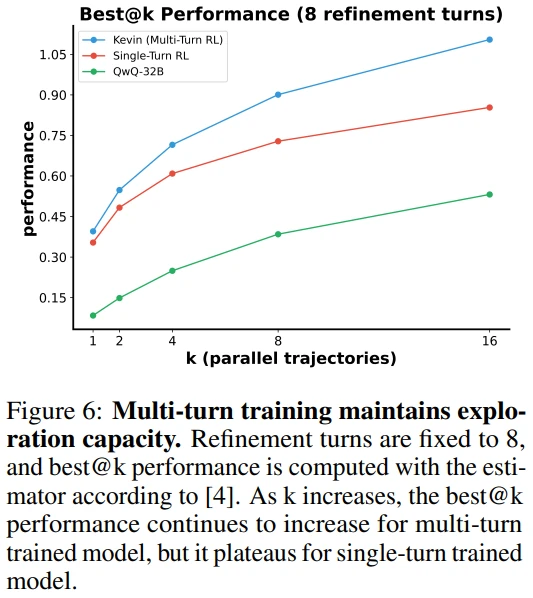 Best@k Performance (8 refinement turns)
Kevin (Multi-Turn RL)
Single-Turn RL
QwQ-32B
performance
1.05
0.90
0.75
0.60
0.45
0.30
0.15
1 2 4 8 16
k (parallel trajectories)
Figure 6: Multi-turn training maintains explo-
ration capacity. Refinement turns are fixed to 8,
and best@k performance is computed with the esti-
mator according to [4]. As k increases, the best@k
performance continues to increase for multi-turn
trained model, but it plateaus for single-turn trained
model.